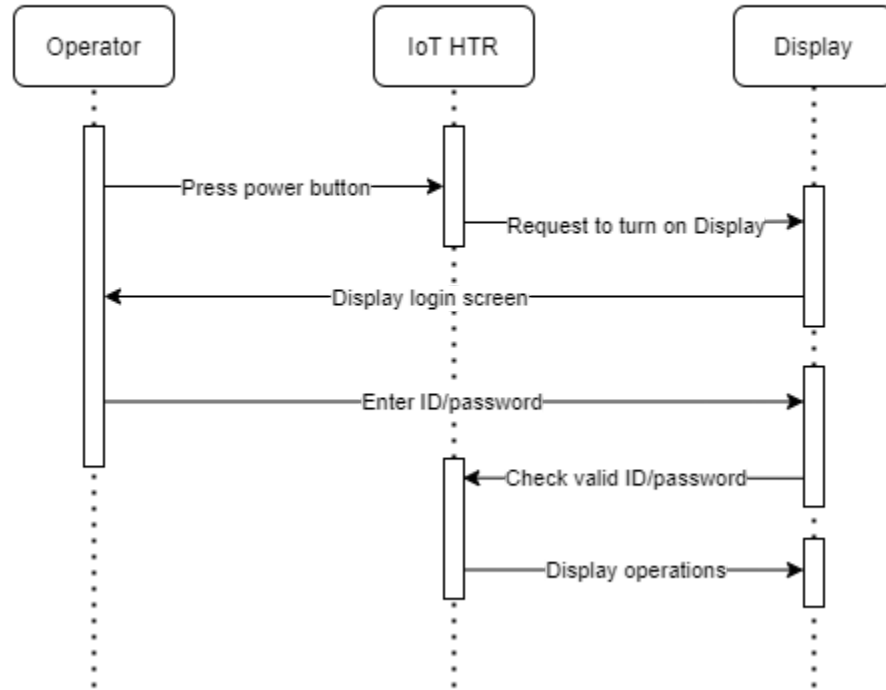 Operator
IoT HTR
Display
Press power button
Request to turn on Display
Display login screen
Enter ID/password
Check valid ID/password
Display operations